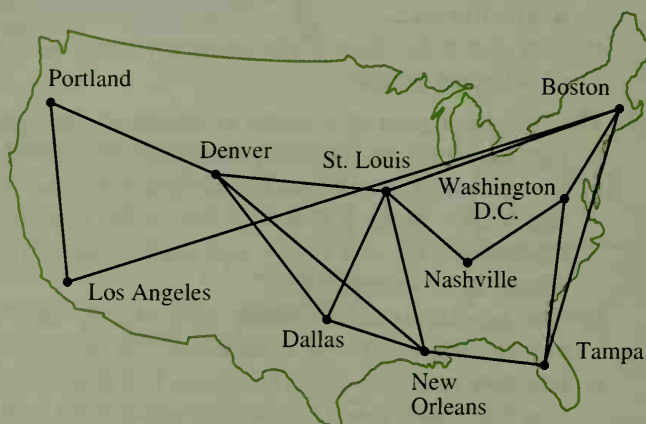 Portland
Boston
Denver
St. Louis
Washington
D.C.
Nashville
Los Angeles
Dallas
Tampa
New
Orleans